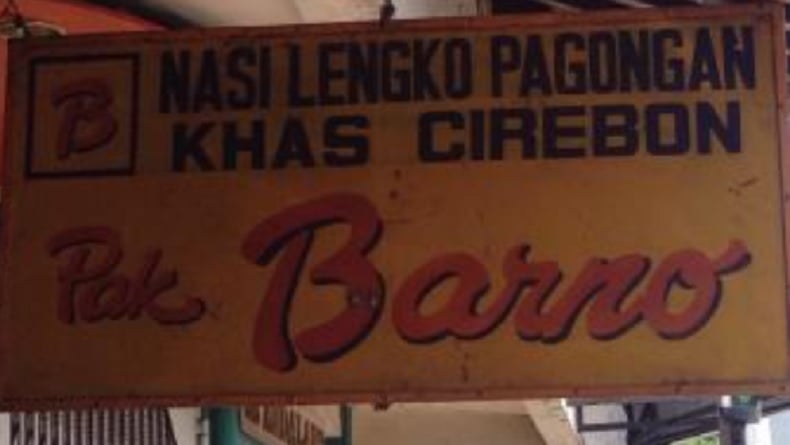 B
NASI LENGKO PAGONGAN
KHAS CIREBON
Pak Barno